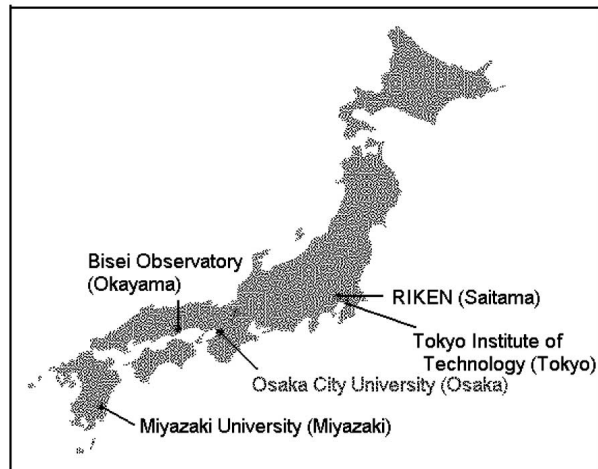 Bisei Observatory
(Okayama)
RIKEN (Saitama)
Tokyo Institute of
Technology (Tokyo)
Osaka City University (Osaka)
Miyazaki University (Miyazaki)